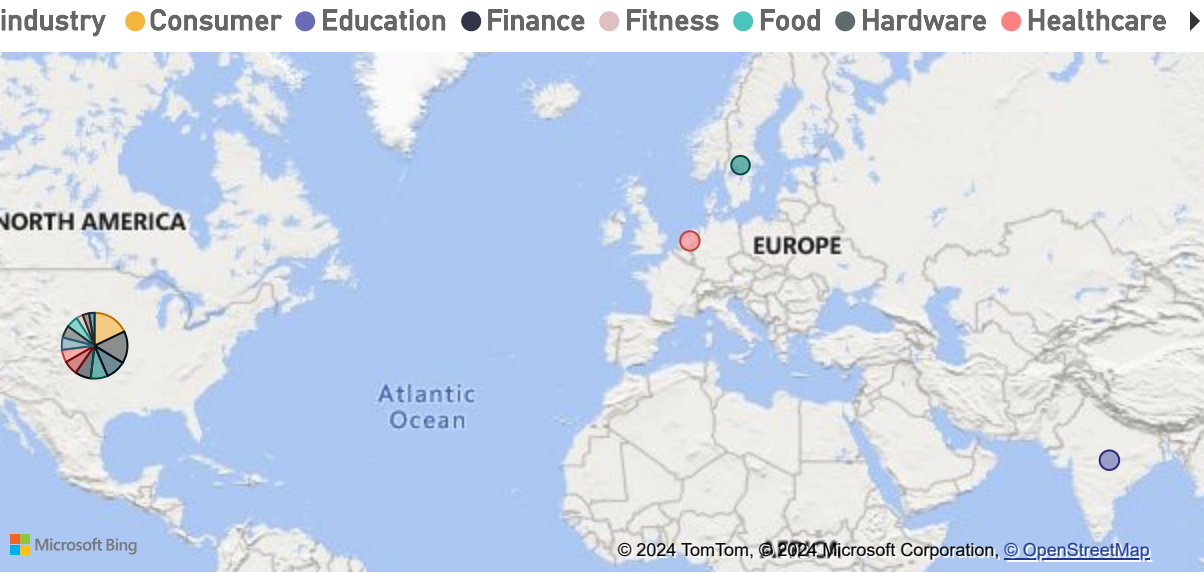 industry Consumer Education Finance Fitness Food Hardware Healthcare
NORTH AMERICA
EUROPE
Atlantic
Ocean
Microsoft Bing
AFRICA
© 2024 TomTom, © 2024 Microsoft Corporation, © OpenStreetMap